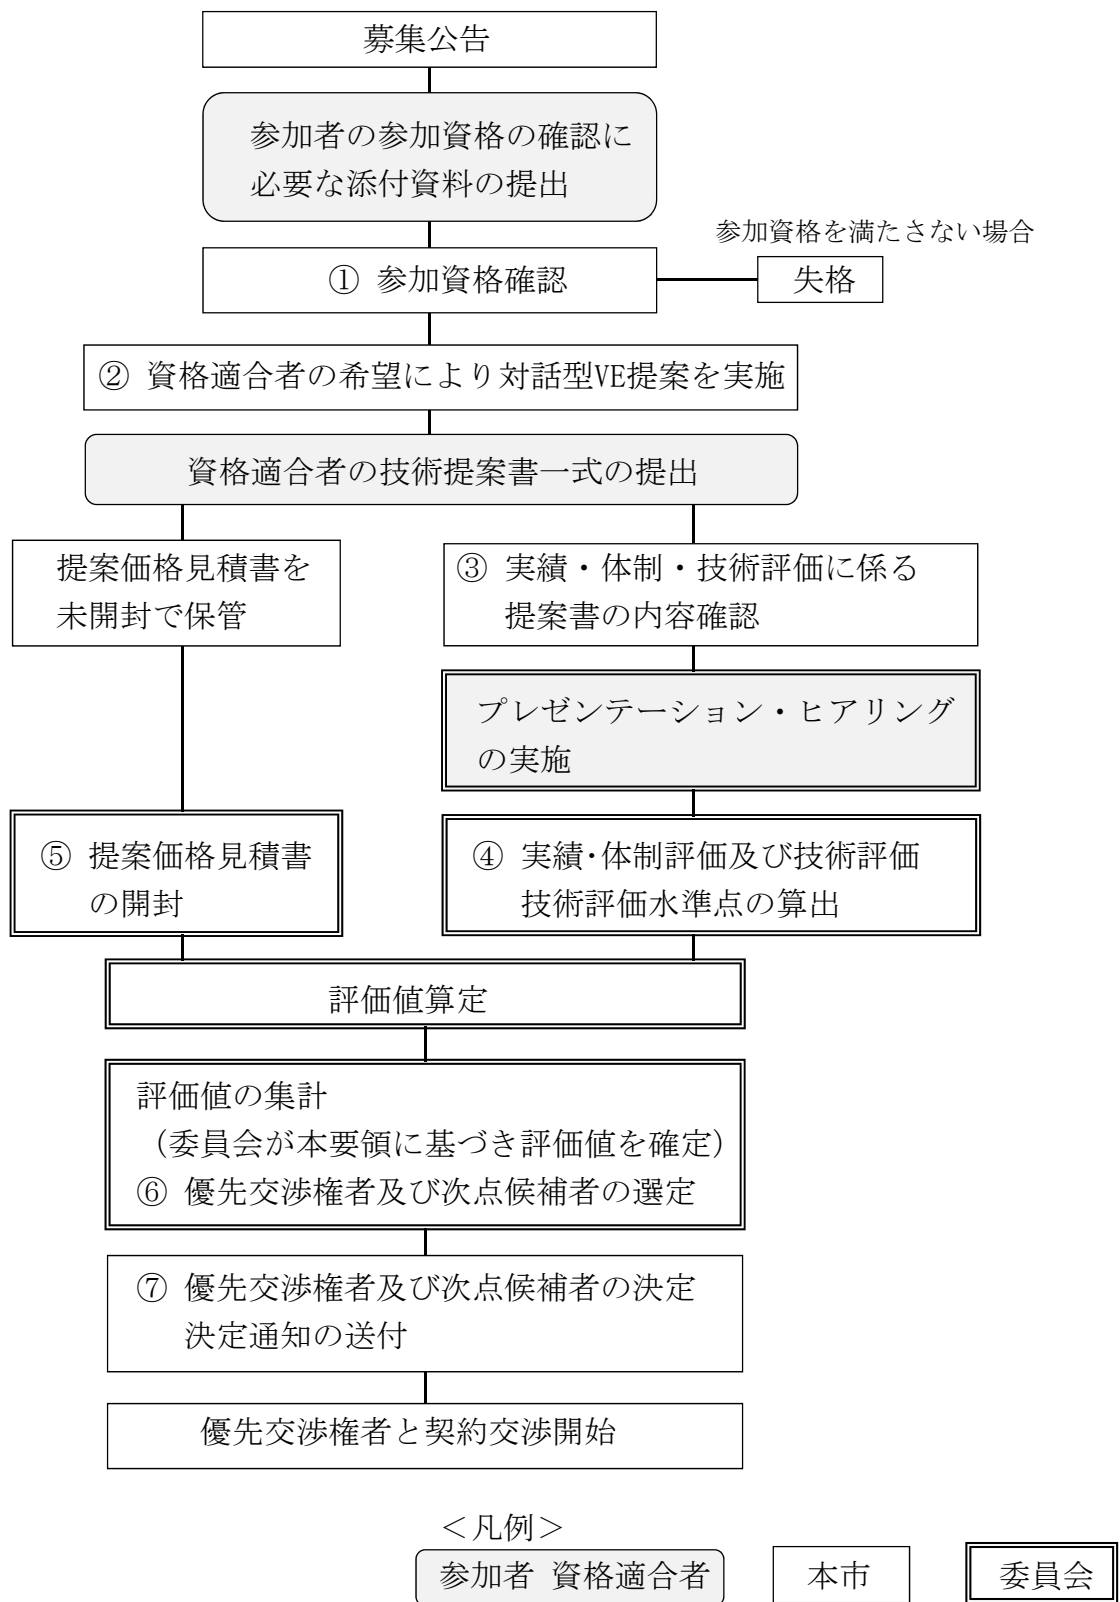 募集公告
参加者の参加資格の確認に
必要な添付資料の提出
参加資格を満たさない場合
① 参加資格確認
失格
② 資格適合者の希望により対話型VE提案を実施
資格適合者の技術提案書一式の提出
提案価格見積書を
未開封で保管
③ 実績・体制・技術評価に係る
提案書の内容確認
プレゼンテーション・ヒアリング
の実施
⑤ 提案価格見積書
の開封
④ 実績・体制評価及び技術評価
技術評価水準点の算出
評価値算定
評価値の集計
（委員会が本要領に基づき評価値を確定）
⑥ 優先交渉権者及び次点候補者の選定
⑦ 優先交渉権者及び次点候補者の決定
決定通知の送付
優先交渉権者と契約交渉開始
＜凡例＞
参加者 資格適合者
本市
委員会